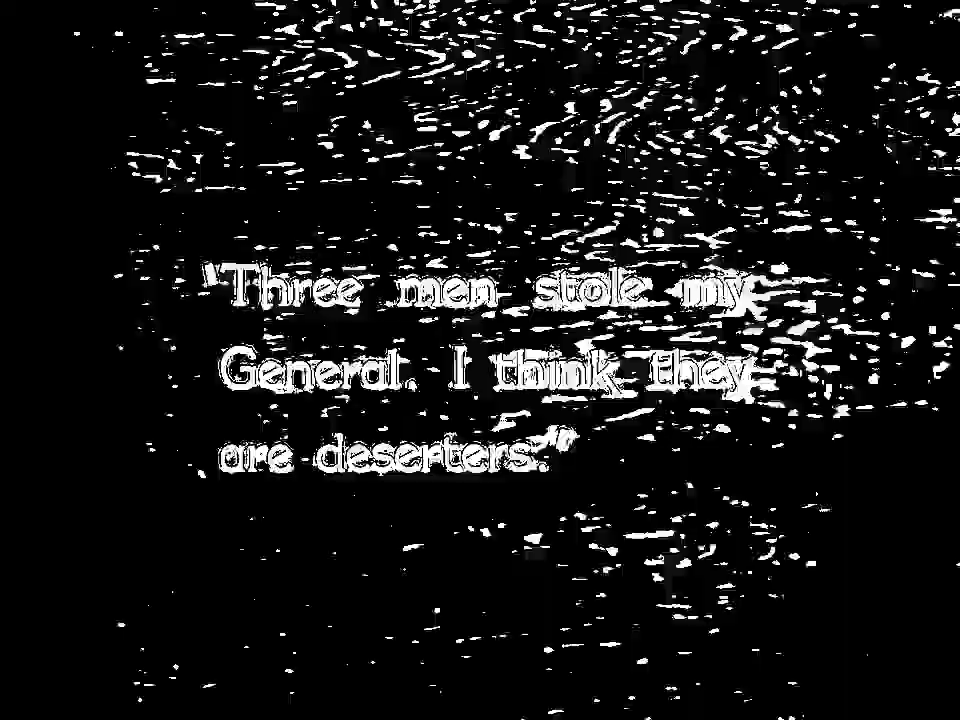 "Three men stole my
General. I think they
are deserters."